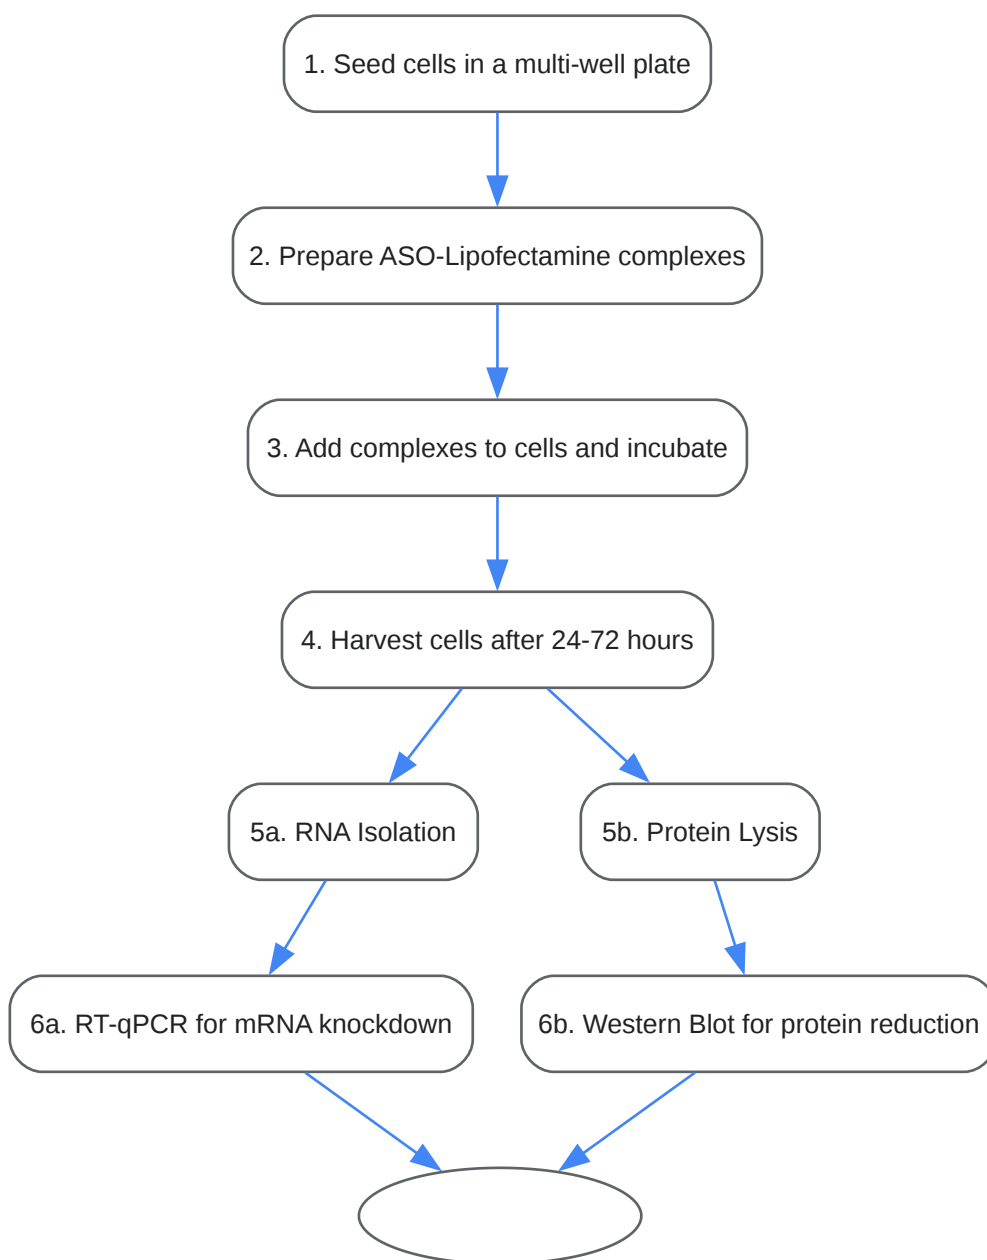 1. Seed cells in a multi-well plate
2. Prepare ASO-Lipofectamine complexes
3. Add complexes to cells and incubate
4. Harvest cells after 24-72 hours
5a. RNA Isolation
5b. Protein Lysis
6a. RT-qPCR for mRNA knockdown
6b. Western Blot for protein reduction